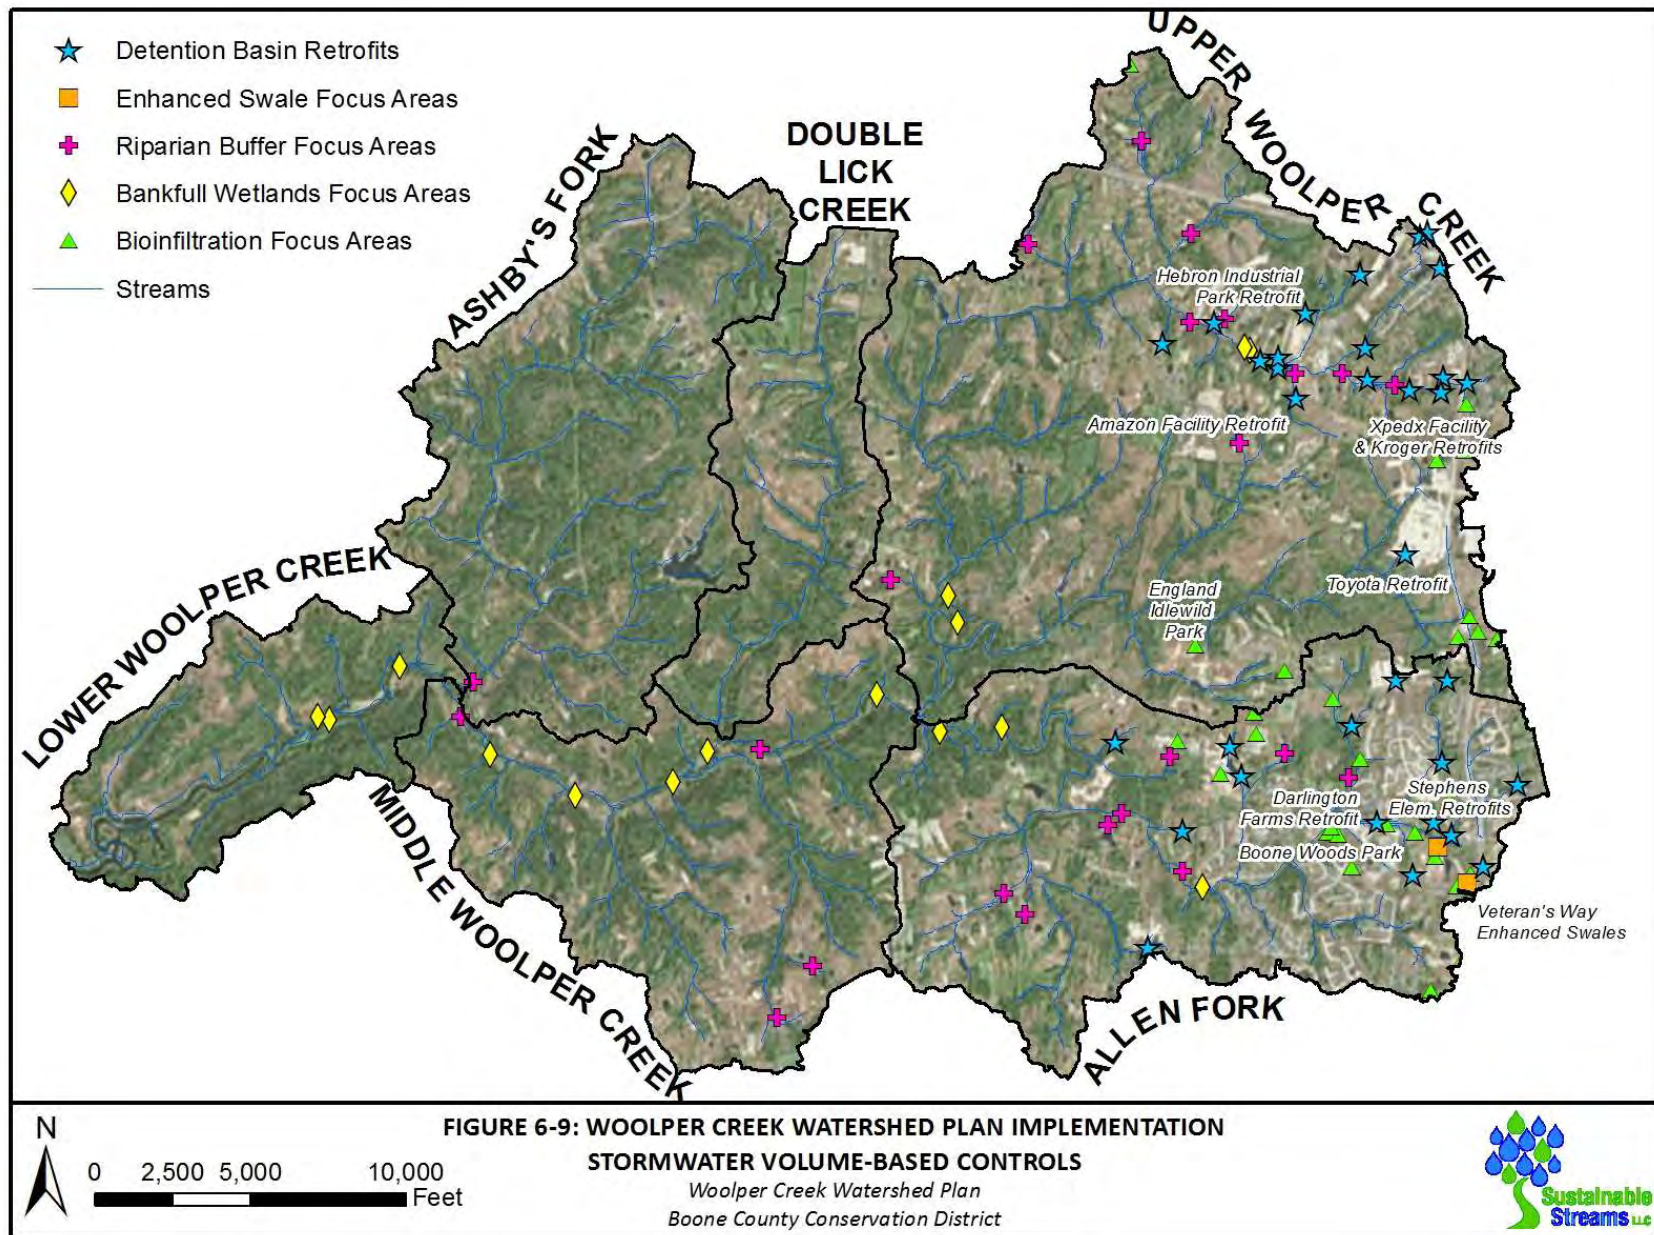 Detention Basin Retrofits
Enhanced Swale Focus Areas
Riparian Buffer Focus Areas
Bankfull Wetlands Focus Areas
Bioinfiltration Focus Areas
Streams
UPPER WOOLPER CREEK
ASHBY'S FORK
DOUBLE
LICK
CREEK
Hebron Industrial
Park Retrofit
Amazon Facility Retrofit
Xpedx Facility
& Kroger Retrofits
LOWER WOOLPER CREEK
Toyota Retrofit
England
Idlewild
Park
Stephens
Elem. Retrofits
Darlington
Farms Retrofit
Boone Woods Park
Veteran's Way
Enhanced Swales
MIDDLE WOOLPER CREEK
ALLEN FORK
N
0 2,500 5,000 10,000
Feet
FIGURE 6-9: WOOLPER CREEK WATERSHED PLAN IMPLEMENTATION
STORMWATER VOLUME-BASED CONTROLS
Woolper Creek Watershed Plan
Boone County Conservation District
Sustainable
Streams LLC